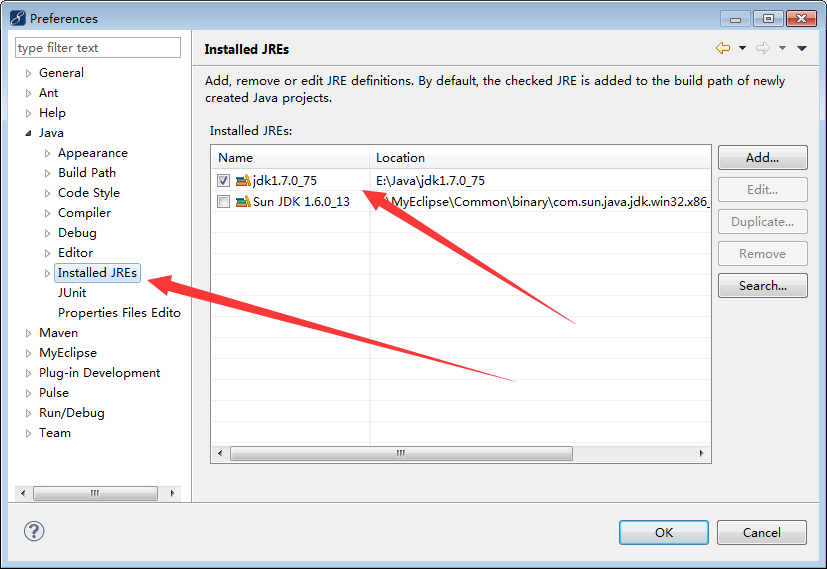 Preferences
type filter text
General
Ant
Help
Java
Appearance
Build Path
Code Style
Compiler
Debug
Editor
Installed JREs
JUnit
Properties Files Edito
Maven
MyEclipse
Plug-in Development
Pulse
Run/Debug
Team
Installed JREs
Add, remove or edit JRE definitions. By default, the checked JRE is added to the build path of newly
created Java projects.
Installed JREs:
Name Location
jdk1.7.0_75 E:\Java\jdk1.7.0_75
Sun JDK 1.6.0_13 \MyEclipse\Common\binary\com.sun.java.jdk.win32.x86_
Add...
Edit...
Duplicate...
Remove
Search...
OK Cancel